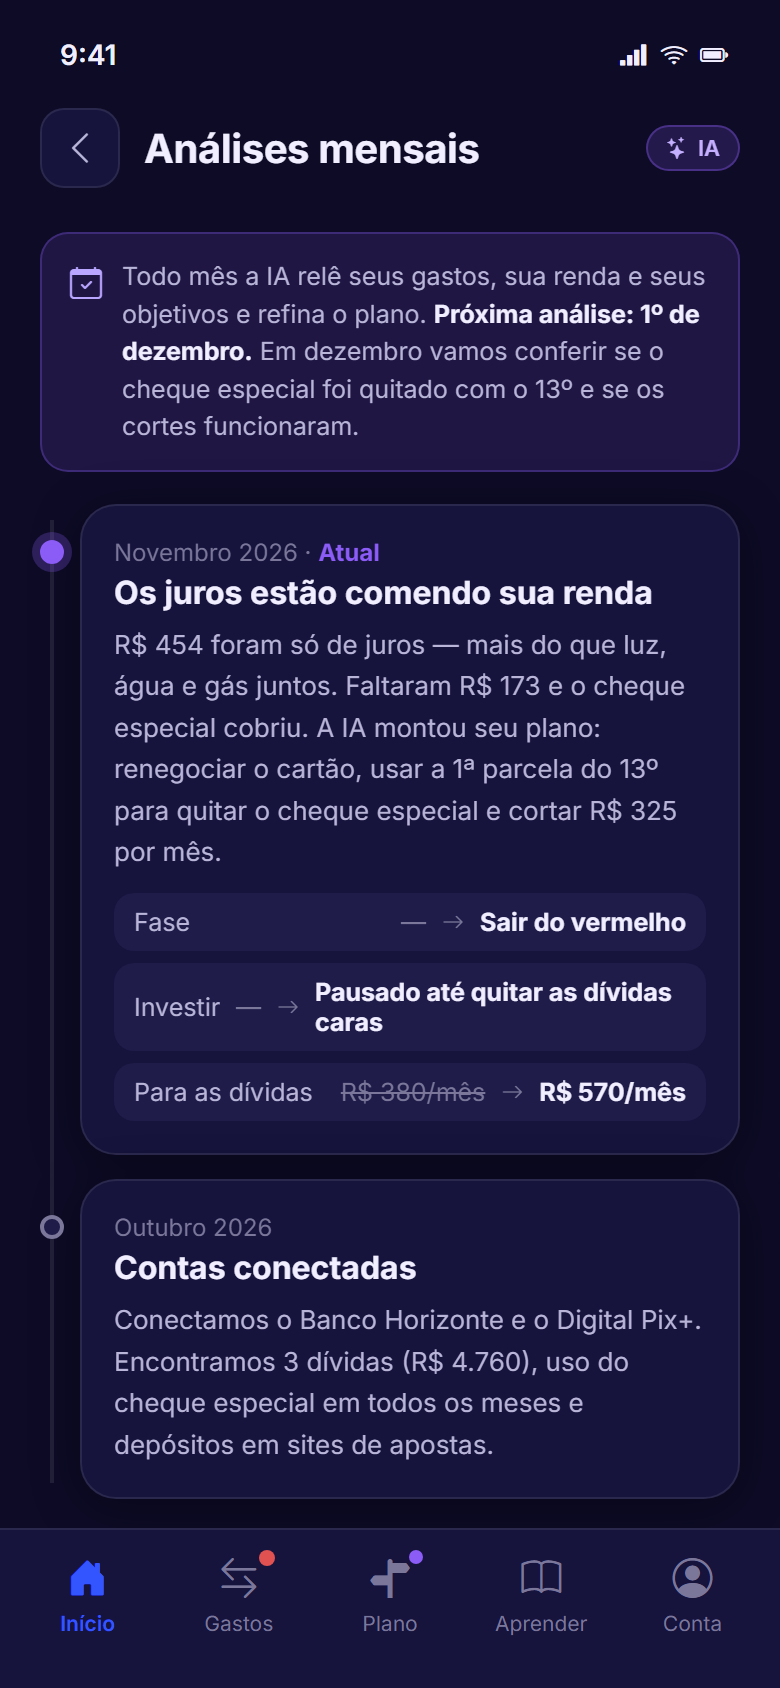 9:41
Análises mensais
IA
Todo mês a IA relê seus gastos, sua renda e seus
objetivos e refina o plano. Próxima análise: 1º de
dezembro. Em dezembro vamos conferir se o
cheque especial foi quitado com o 13º e se os
cortes funcionaram.
Novembro 2026 · Atual
Os juros estão comendo sua renda
R$ 454 foram só de juros — mais do que luz,
água e gás juntos. Faltaram R$ 173 e o cheque
especial cobriu. A IA montou seu plano:
renegociar o cartão, usar a 1ª parcela do 13º
para quitar o cheque especial e cortar R$ 325
por mês.
Fase — → Sair do vermelho
Investir — → Pausado até quitar as dívidas
caras
Para as dívidas R$ 380/mês → R$ 570/mês
Outubro 2026
Contas conectadas
Conectamos o Banco Horizonte e o Digital Pix+.
Encontramos 3 dívidas (R$ 4.760), uso do
cheque especial em todos os meses e
depósitos em sites de apostas.
Início Gastos Plano Aprender Conta